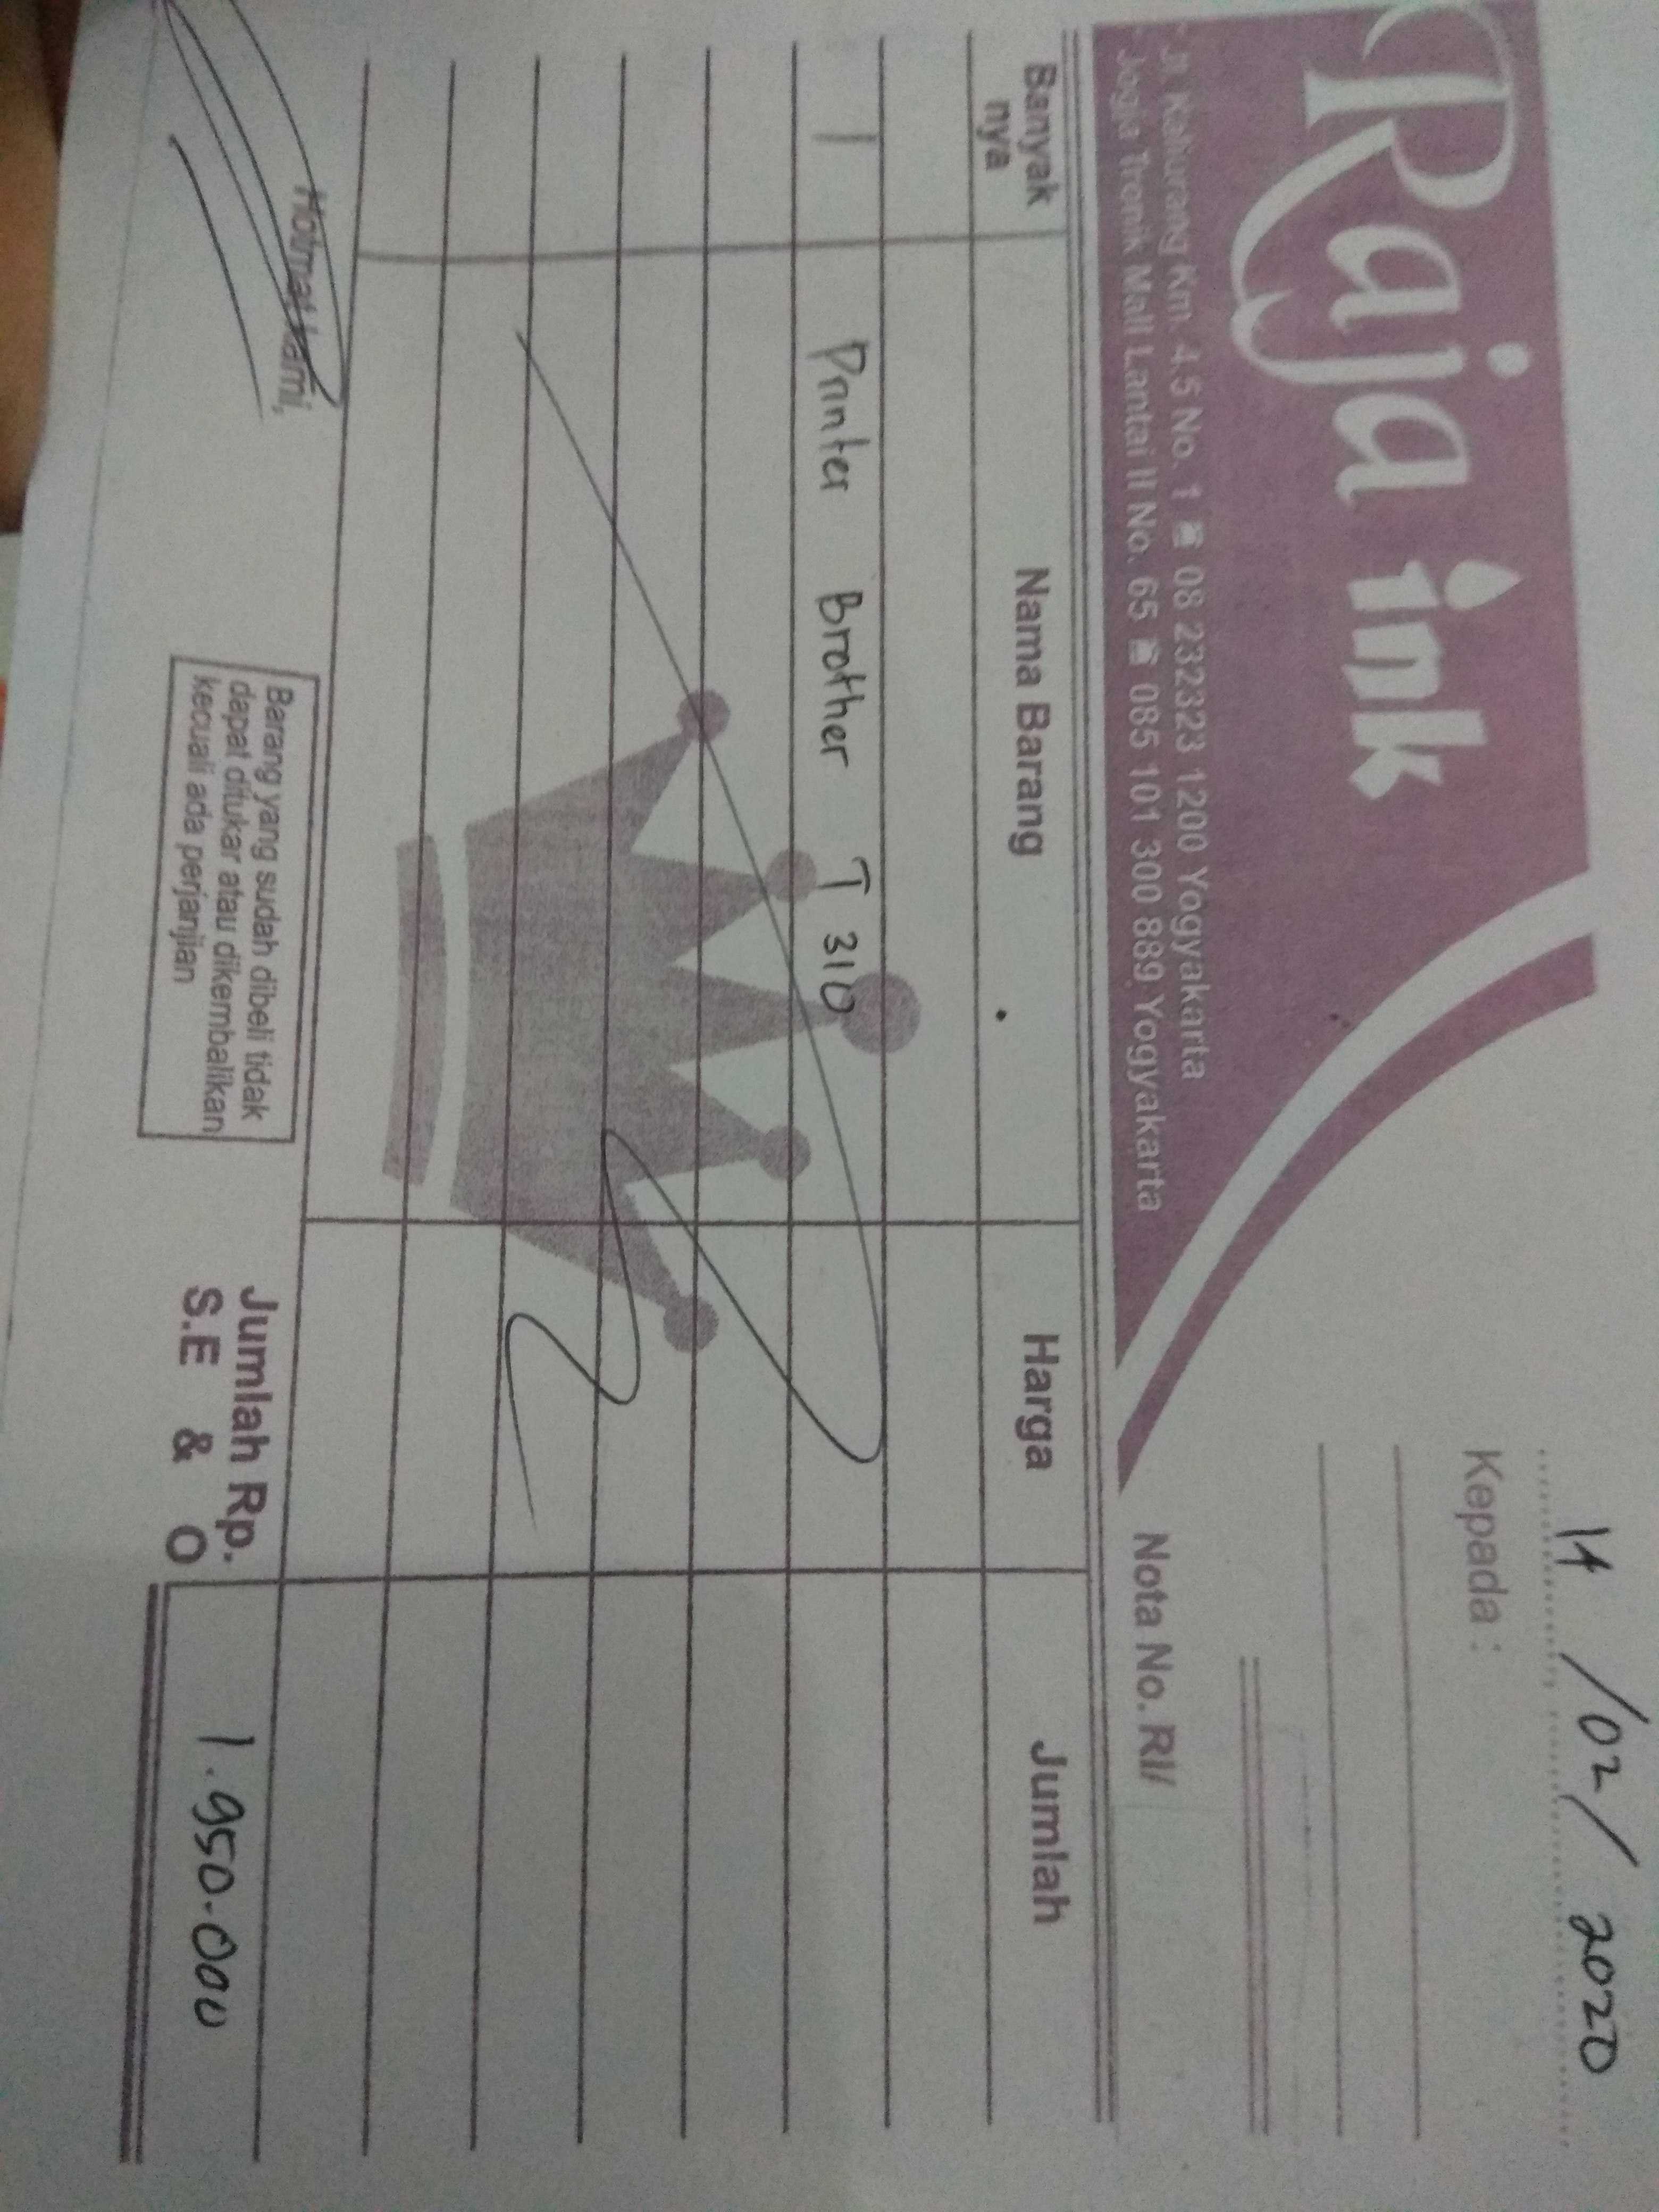 Raja ink
Jl. Kaliurang Km. 4.5 No. 1 ☎ 08 232323 1200 Yogyakarta
Jogja Tronik Mall Lantai II No. 65 ☎ 085 101 300 889 Yogyakarta
14 /02/ 2020
Kepada :
Nota No. RI/
Banyak nya Nama Barang Harga Jumlah
1 Printer Brother T 310
Hormat kami,
Barang yang sudah dibeli tidak
dapat ditukar atau dikembalikan
kecuali ada perjanjian
Jumlah Rp. 1.950.000
S.E & O